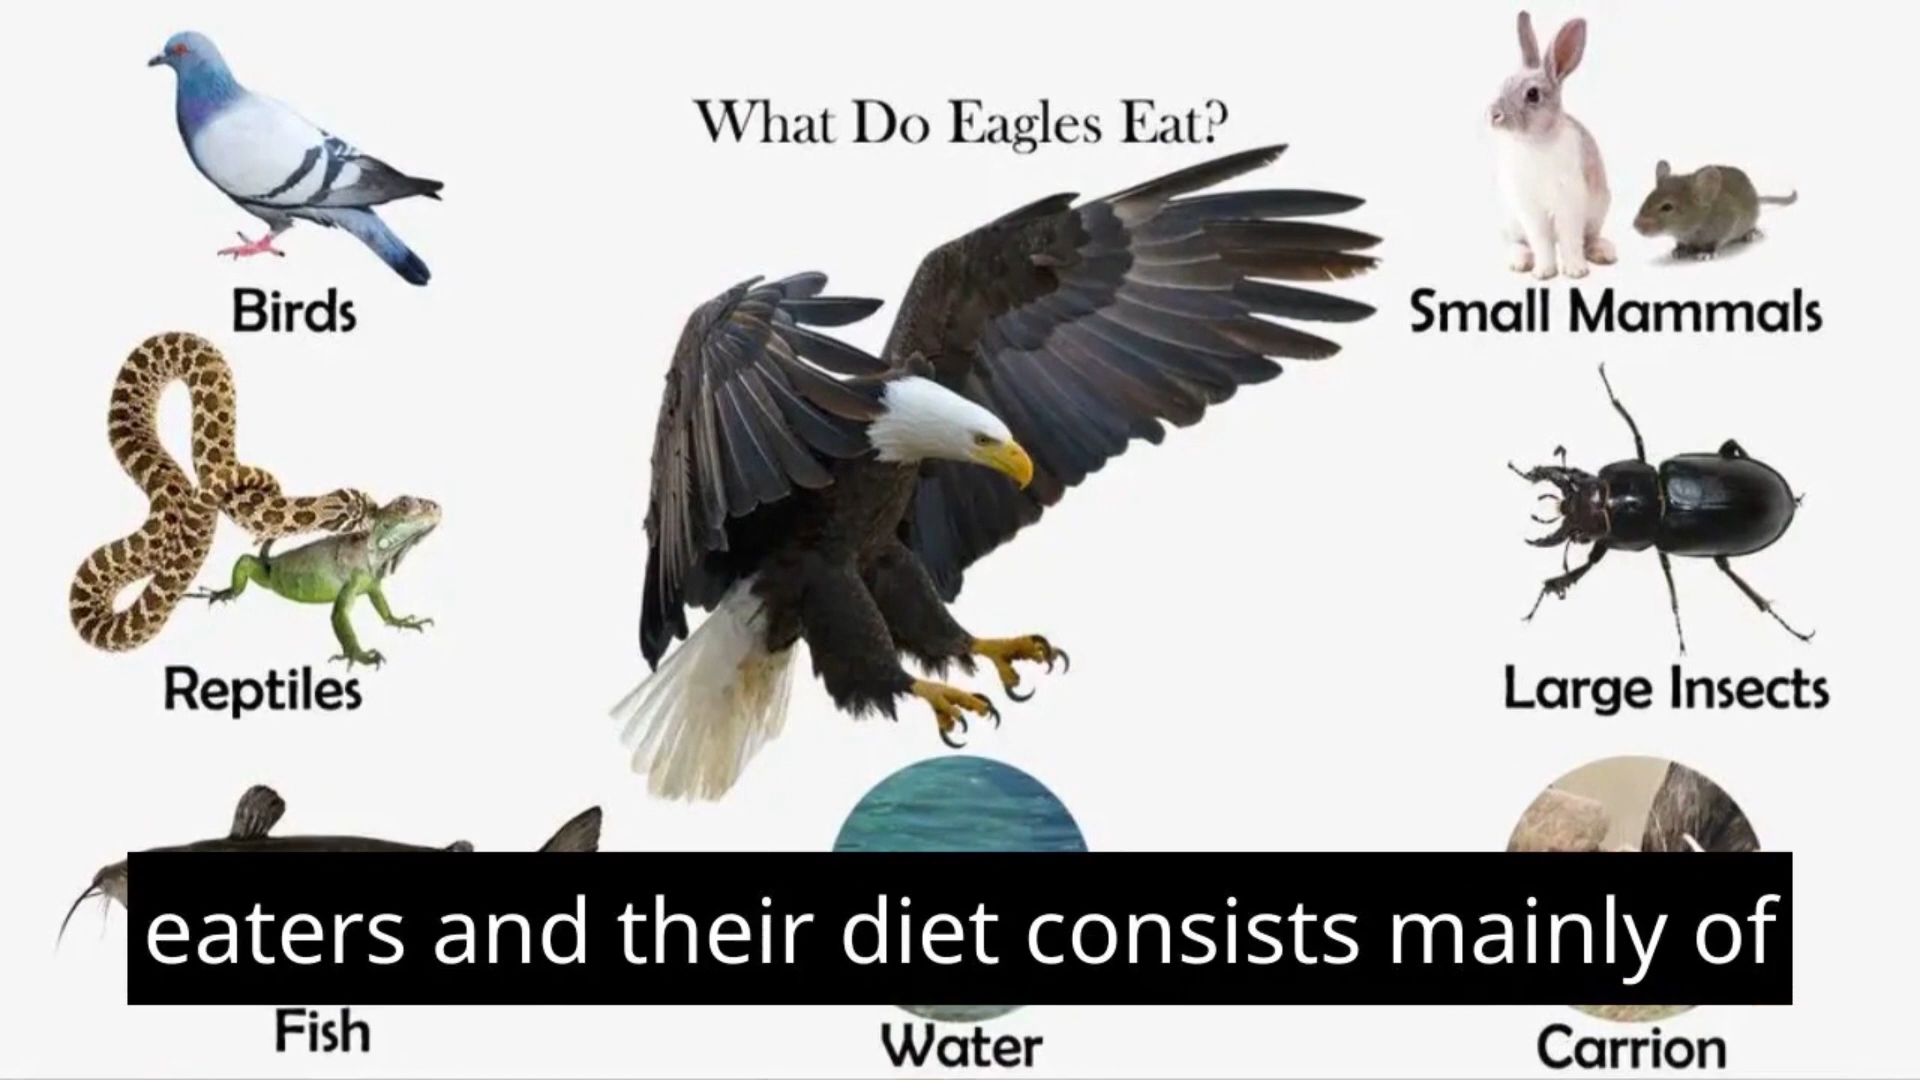 What Do Eagles Eat?
Birds
Small Mammals
Reptiles
Large Insects
eaters and their diet consists mainly of
Fish
Water
Carrion